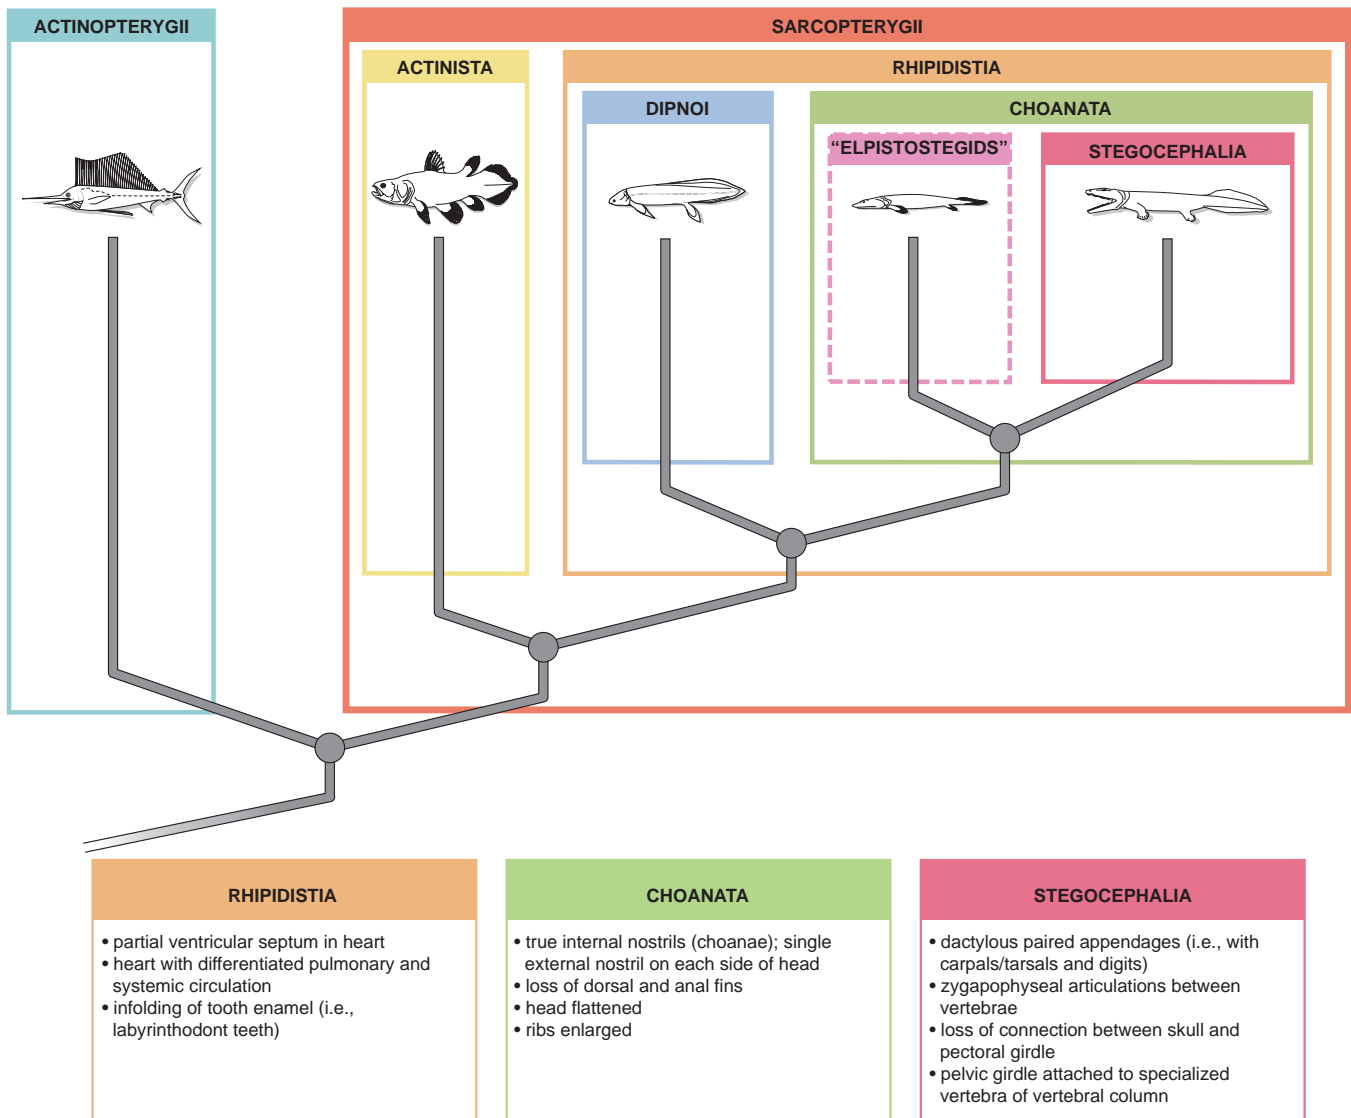 ACTINOPTERYGII
SARCOPTERYGII
ACTINISTA
RHIPIDISTIA
DIPNOI
CHOANATA
“ELPISTOSTEGIDS”
STEGOCEPHALIA
RHIPIDISTIA
• partial ventricular septum in heart
• heart with differentiated pulmonary and
systemic circulation
• infolding of tooth enamel (i.e.,
labyrinthodont teeth)
CHOANATA
• true internal nostrils (choanae); single
external nostril on each side of head
• loss of dorsal and anal fins
• head flattened
• ribs enlarged
STEGOCEPHALIA
• dactylous paired appendages (i.e., with
carpals/tarsals and digits)
• zygapophyseal articulations between
vertebrae
• loss of connection between skull and
pectoral girdle
• pelvic girdle attached to specialized
vertebra of vertebral column